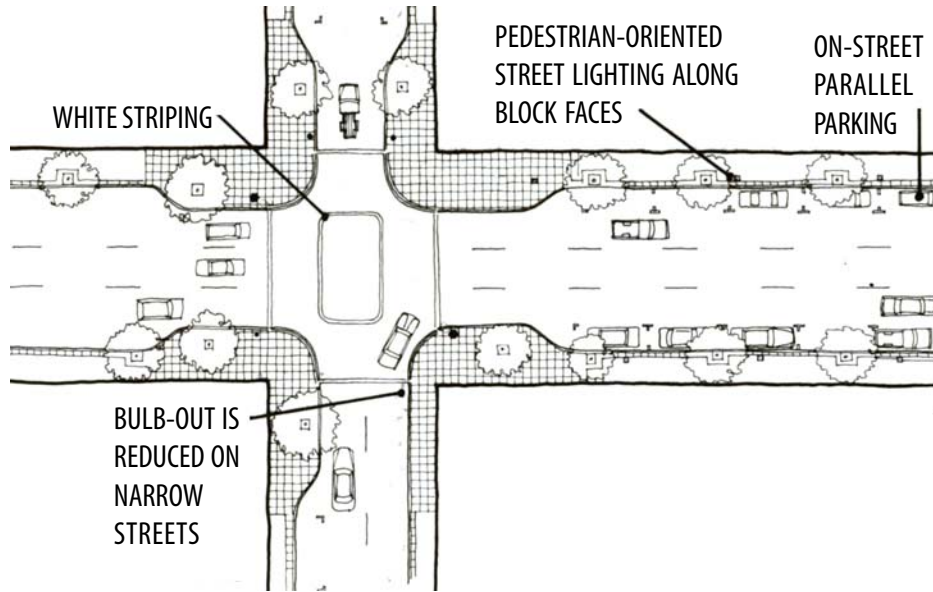 WHITE STRIPING
PEDESTRIAN-ORIENTED
STREET LIGHTING ALONG
BLOCK FACES
ON-STREET
PARALLEL
PARKING
BULB-OUT IS
REDUCED ON
NARROW
STREETS